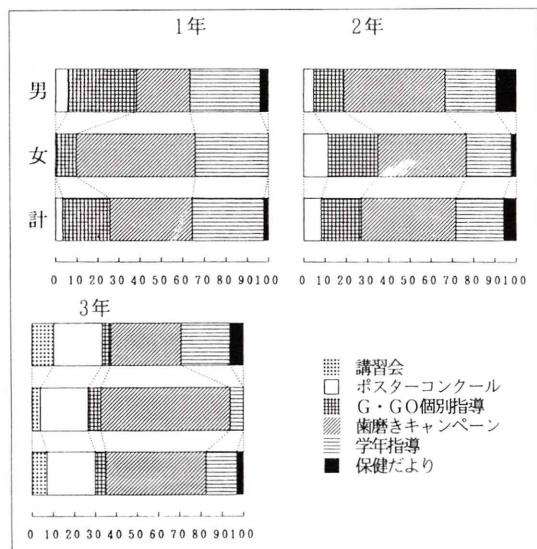 1年 2年
男
女
計
0 10 20 30 40 50 60 70 80 90 100 0 10 20 30 40 50 60 70 80 90 100
3年
講習会
ポスターコンクール
G・GO個別指導
歯磨きキャンペーン
学年指導
保健だより
0 10 20 30 40 50 60 70 80 90 100